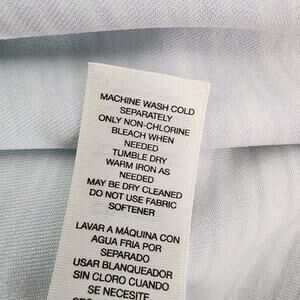 MACHINE WASH COLD
SEPARATELY
ONLY NON-CHLORINE
BLEACH WHEN
NEEDED
TUMBLE DRY
WARM IRON AS
NEEDED
MAY BE DRY CLEANED
DO NOT USE FABRIC
SOFTENER
LAVAR A MÁQUINA CON
AGUA FRIA POR
SEPARADO
USAR BLANQUEADOR
SIN CLORO CUANDO
SE NECESITE